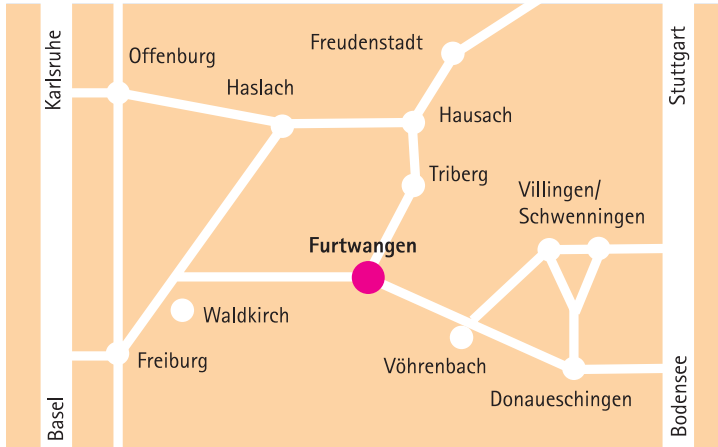 Karlsruhe
Offenburg
Freudenstadt
Stuttgart
Haslach
Hausach
Triberg
Villingen/
Schwenningen
Furtwangen
Waldkirch
Freiburg
Vöhrenbach
Donaueschingen
Basel
Bodensee